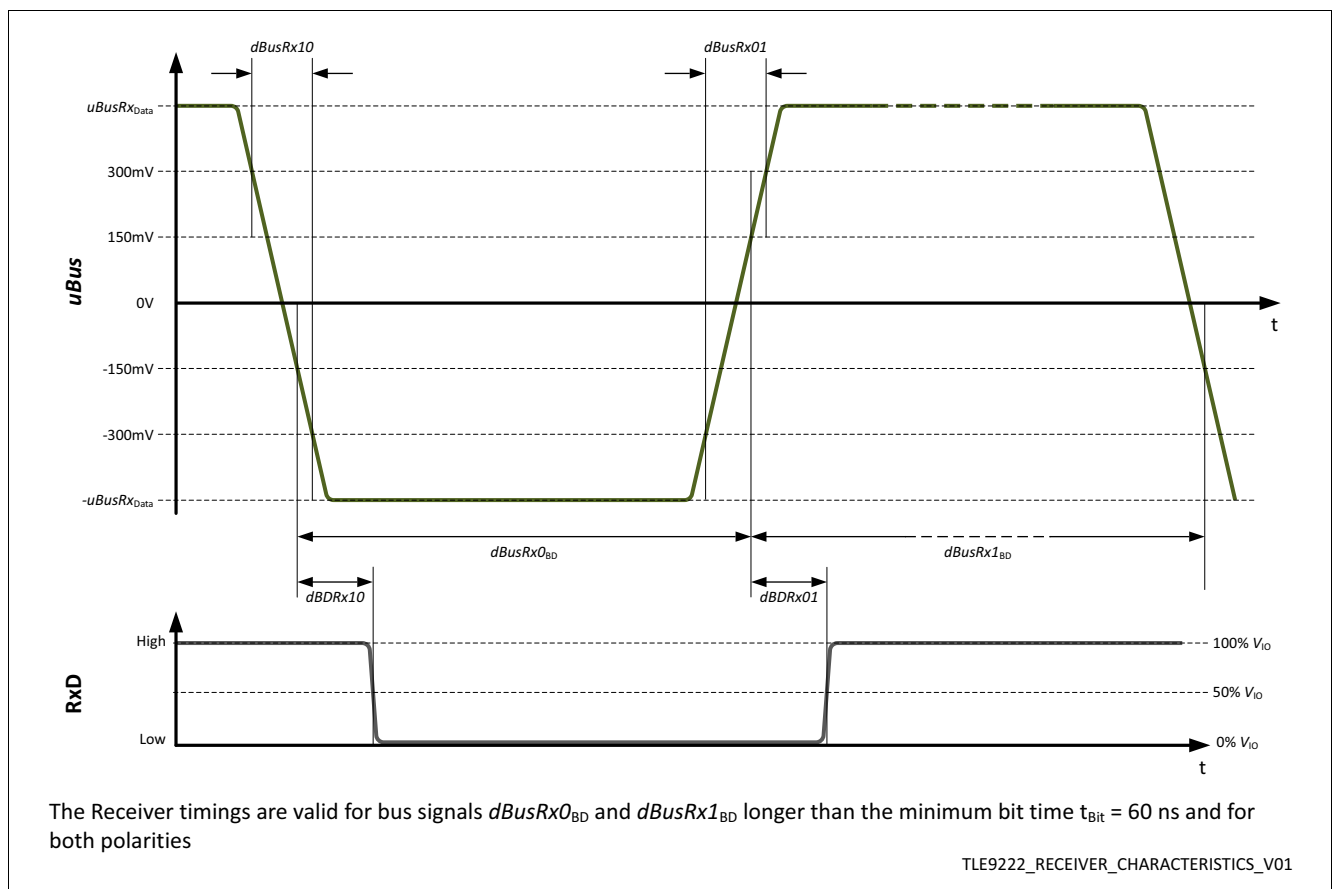 dBusRx10
dBusRx01
uBusRxData
300mV
150mV
uBus
0V
t
-150mV
-300mV
-uBusRxData
dBusRx0BD
dBusRx1BD
dBDRx10
dBDRx01
High
100% VIO
RxD
50% VIO
Low
0% VIO
t
The Receiver timings are valid for bus signals dBusRx0BD and dBusRx1BD longer than the minimum bit time tBit = 60 ns and for
both polarities
TLE9222_RECEIVER_CHARACTERISTICS_V01